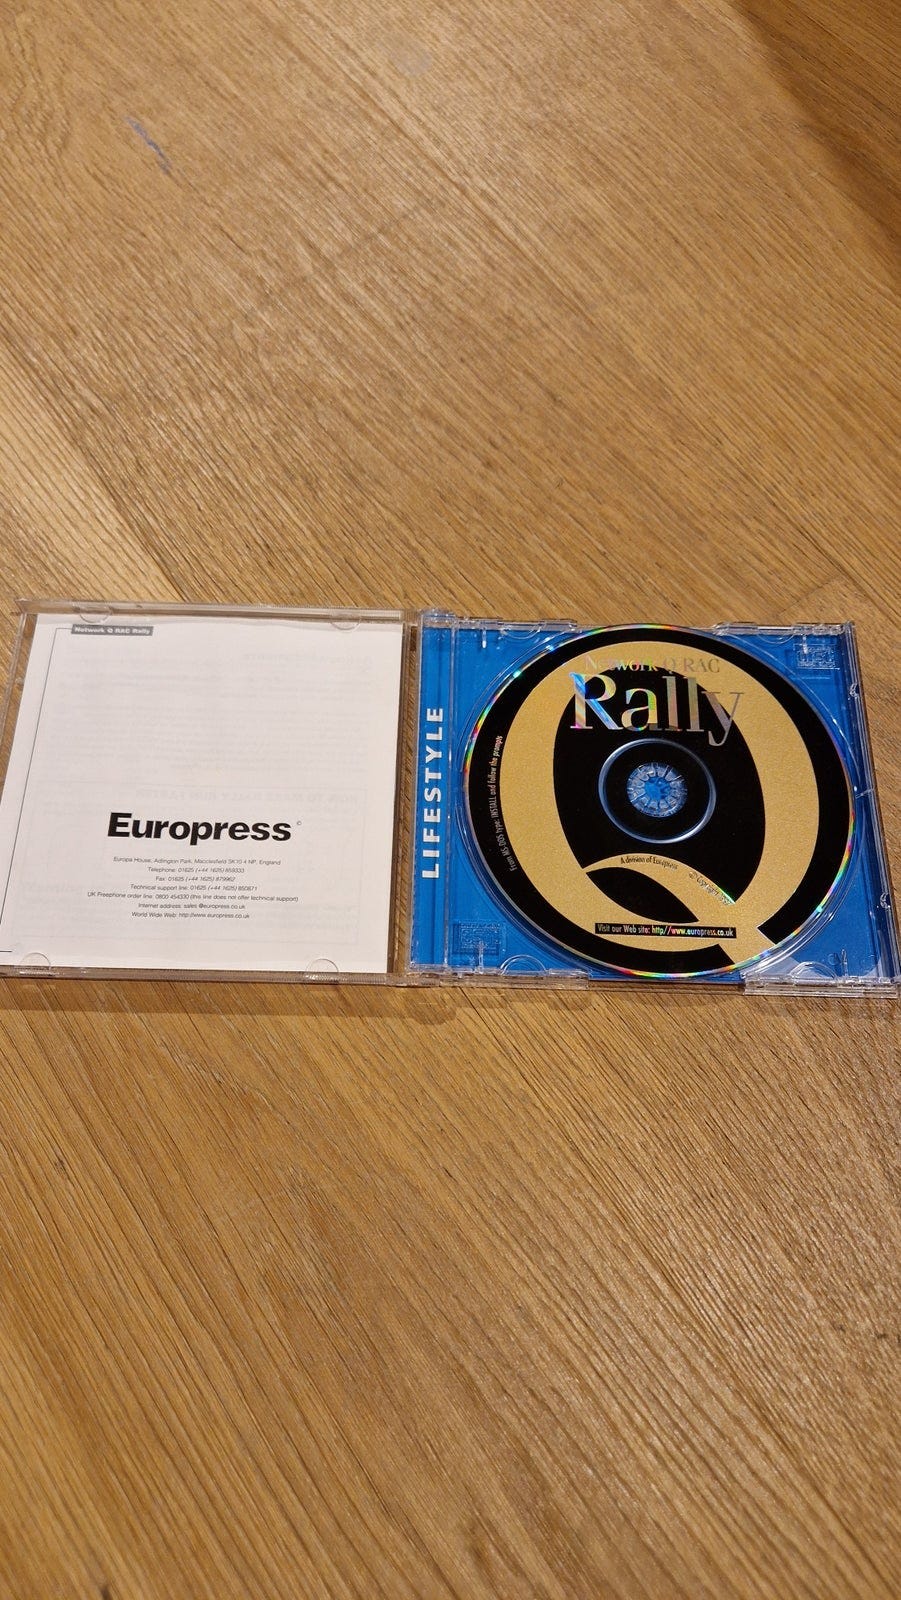 Network Q RAC Rally
Europress ©
Europa House, Adlington Park, Macclesfield SK10 4 NP, England
Telephone: 01625 (+44 1625) 859333
Fax: 01625 (+44 1625) 879962
Technical support line: 01625 (+44 1625) 850871
UK Freephone order line: 0800 454330 (this line does not offer technical support)
Internet address: sales @europress.co.uk
World Wide Web: http://www.europress.co.uk
LIFESTYLE
Network Q RAC
Rally
From MS-DOS type: INSTALL and follow the prompts
A division of Europress
© Copyright
Visit our Web site: http//www.europress.co.uk